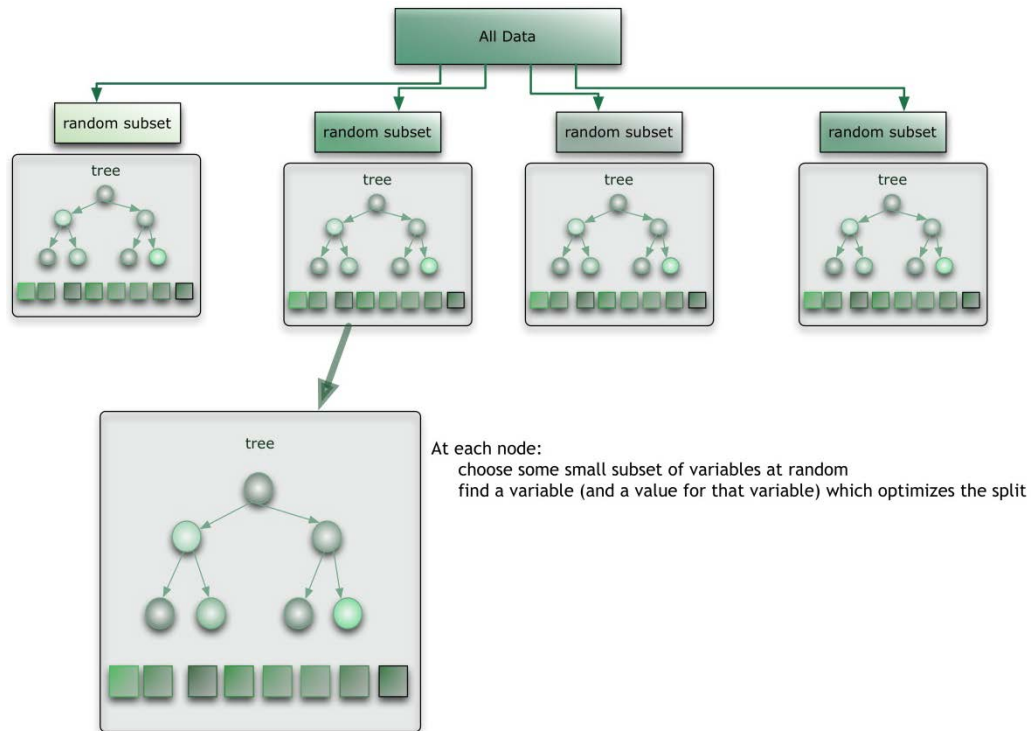 All Data
random subset
random subset
random subset
random subset
tree
tree
tree
tree
tree
At each node:
choose some small subset of variables at random
find a variable (and a value for that variable) which optimizes the split